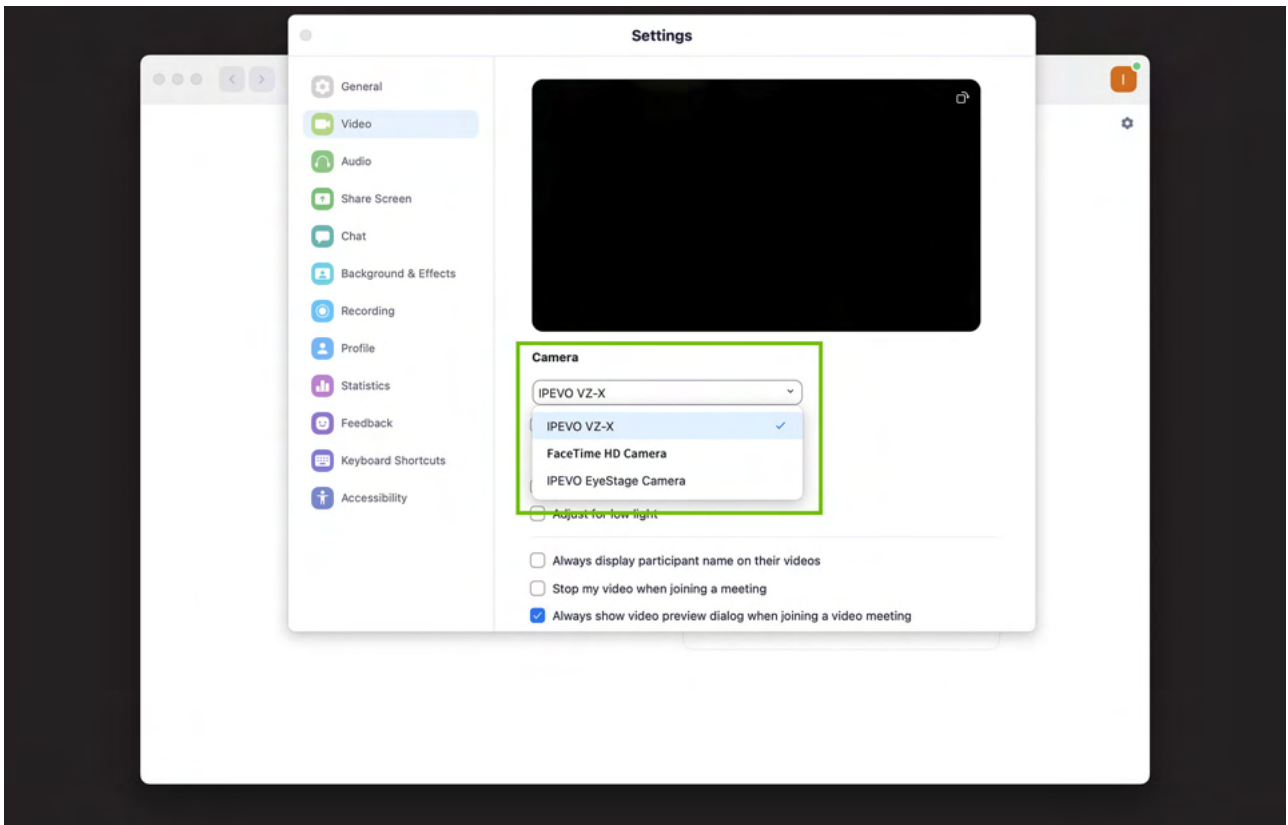 Settings
I
General
Video
Audio
Share Screen
Chat
Background & Effects
Recording
Profile
Statistics
Feedback
Keyboard Shortcuts
Accessibility
Camera
IPEVO VZ-X
IPEVO VZ-X
FaceTime HD Camera
IPEVO EyeStage Camera
Adjust for low light
Always display participant name on their videos
Stop my video when joining a meeting
Always show video preview dialog when joining a video meeting